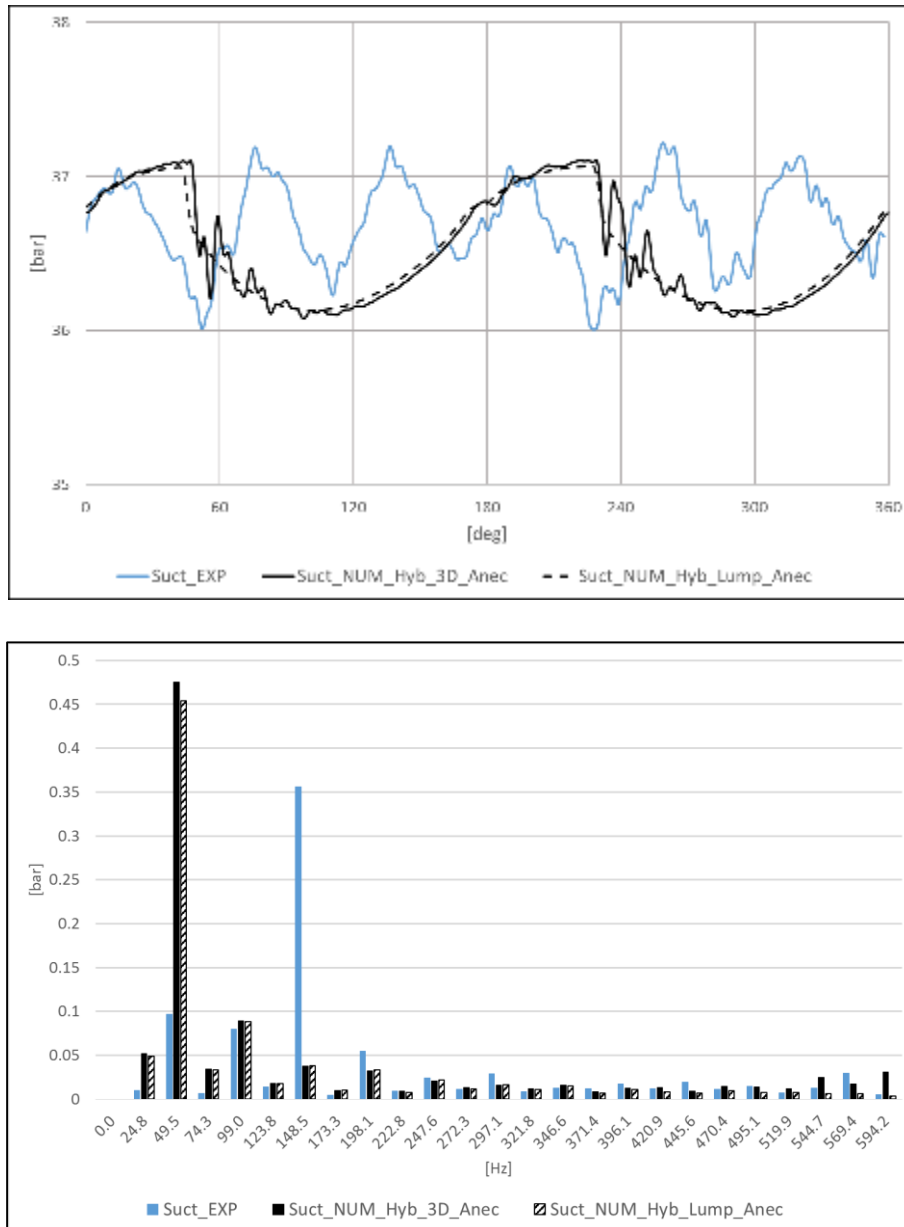 38
37
36
35
[bar]
0 60 120 180 240 300 360
[deg]
Suct_EXP Suct_NUM_Hyb_3D_Anec Suct_NUM_Hyb_Lump_Anec
0.5
0.45
0.4
0.35
0.3
0.25
0.2
0.15
0.1
0.05
0
[bar]
0.0 24.8 49.5 74.3 99.0 123.8 148.5 173.3 198.1 222.8 247.6 272.3 297.1 321.8 346.6 371.4 396.1 420.9 445.6 470.4 495.1 519.9 544.7 569.4 594.2
[Hz]
Suct_EXP Suct_NUM_Hyb_3D_Anec Suct_NUM_Hyb_Lump_Anec